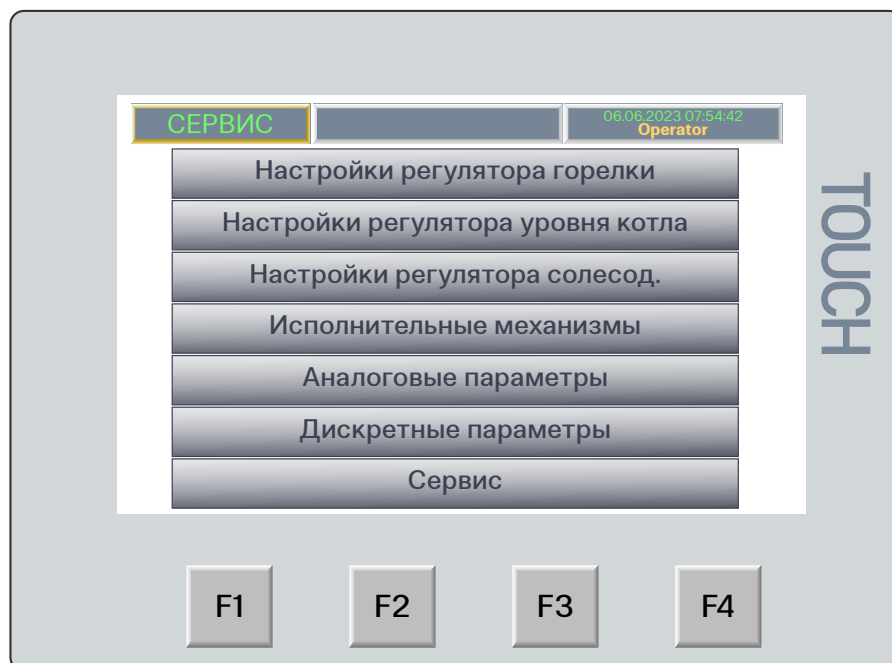 СЕРВИС
06.06.2023 07:54:42
Operator
Настройки регулятора горелки
Настройки регулятора уровня котла
Настройки регулятора солесод.
Исполнительные механизмы
Аналоговые параметры
Дискретные параметры
Сервис
TOUCH
F1 F2 F3 F4